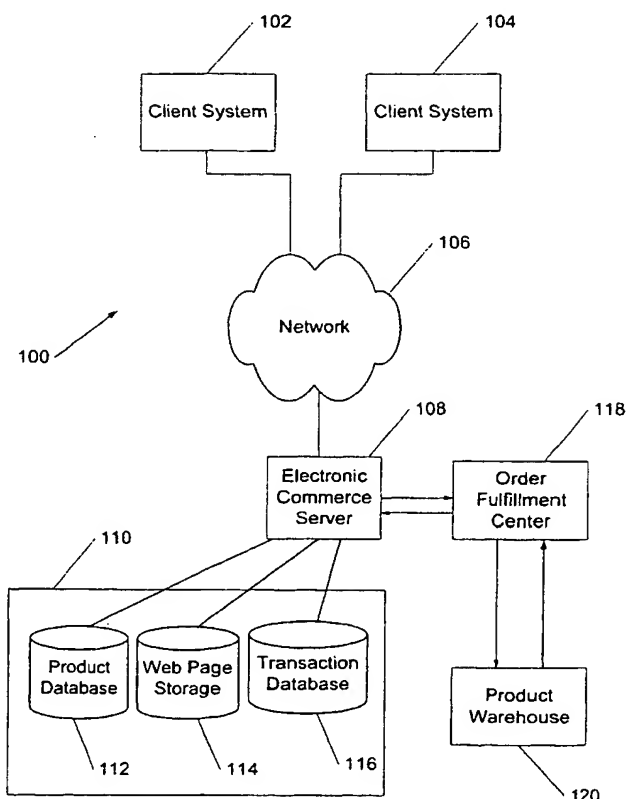 102
104
Client System
Client System
106
Network
100
108
118
Electronic
Commerce
Server
Order
Fulfillment
Center
110
Product
Database
Web Page
Storage
Transaction
Database
Product
Warehouse
112
114
116
120